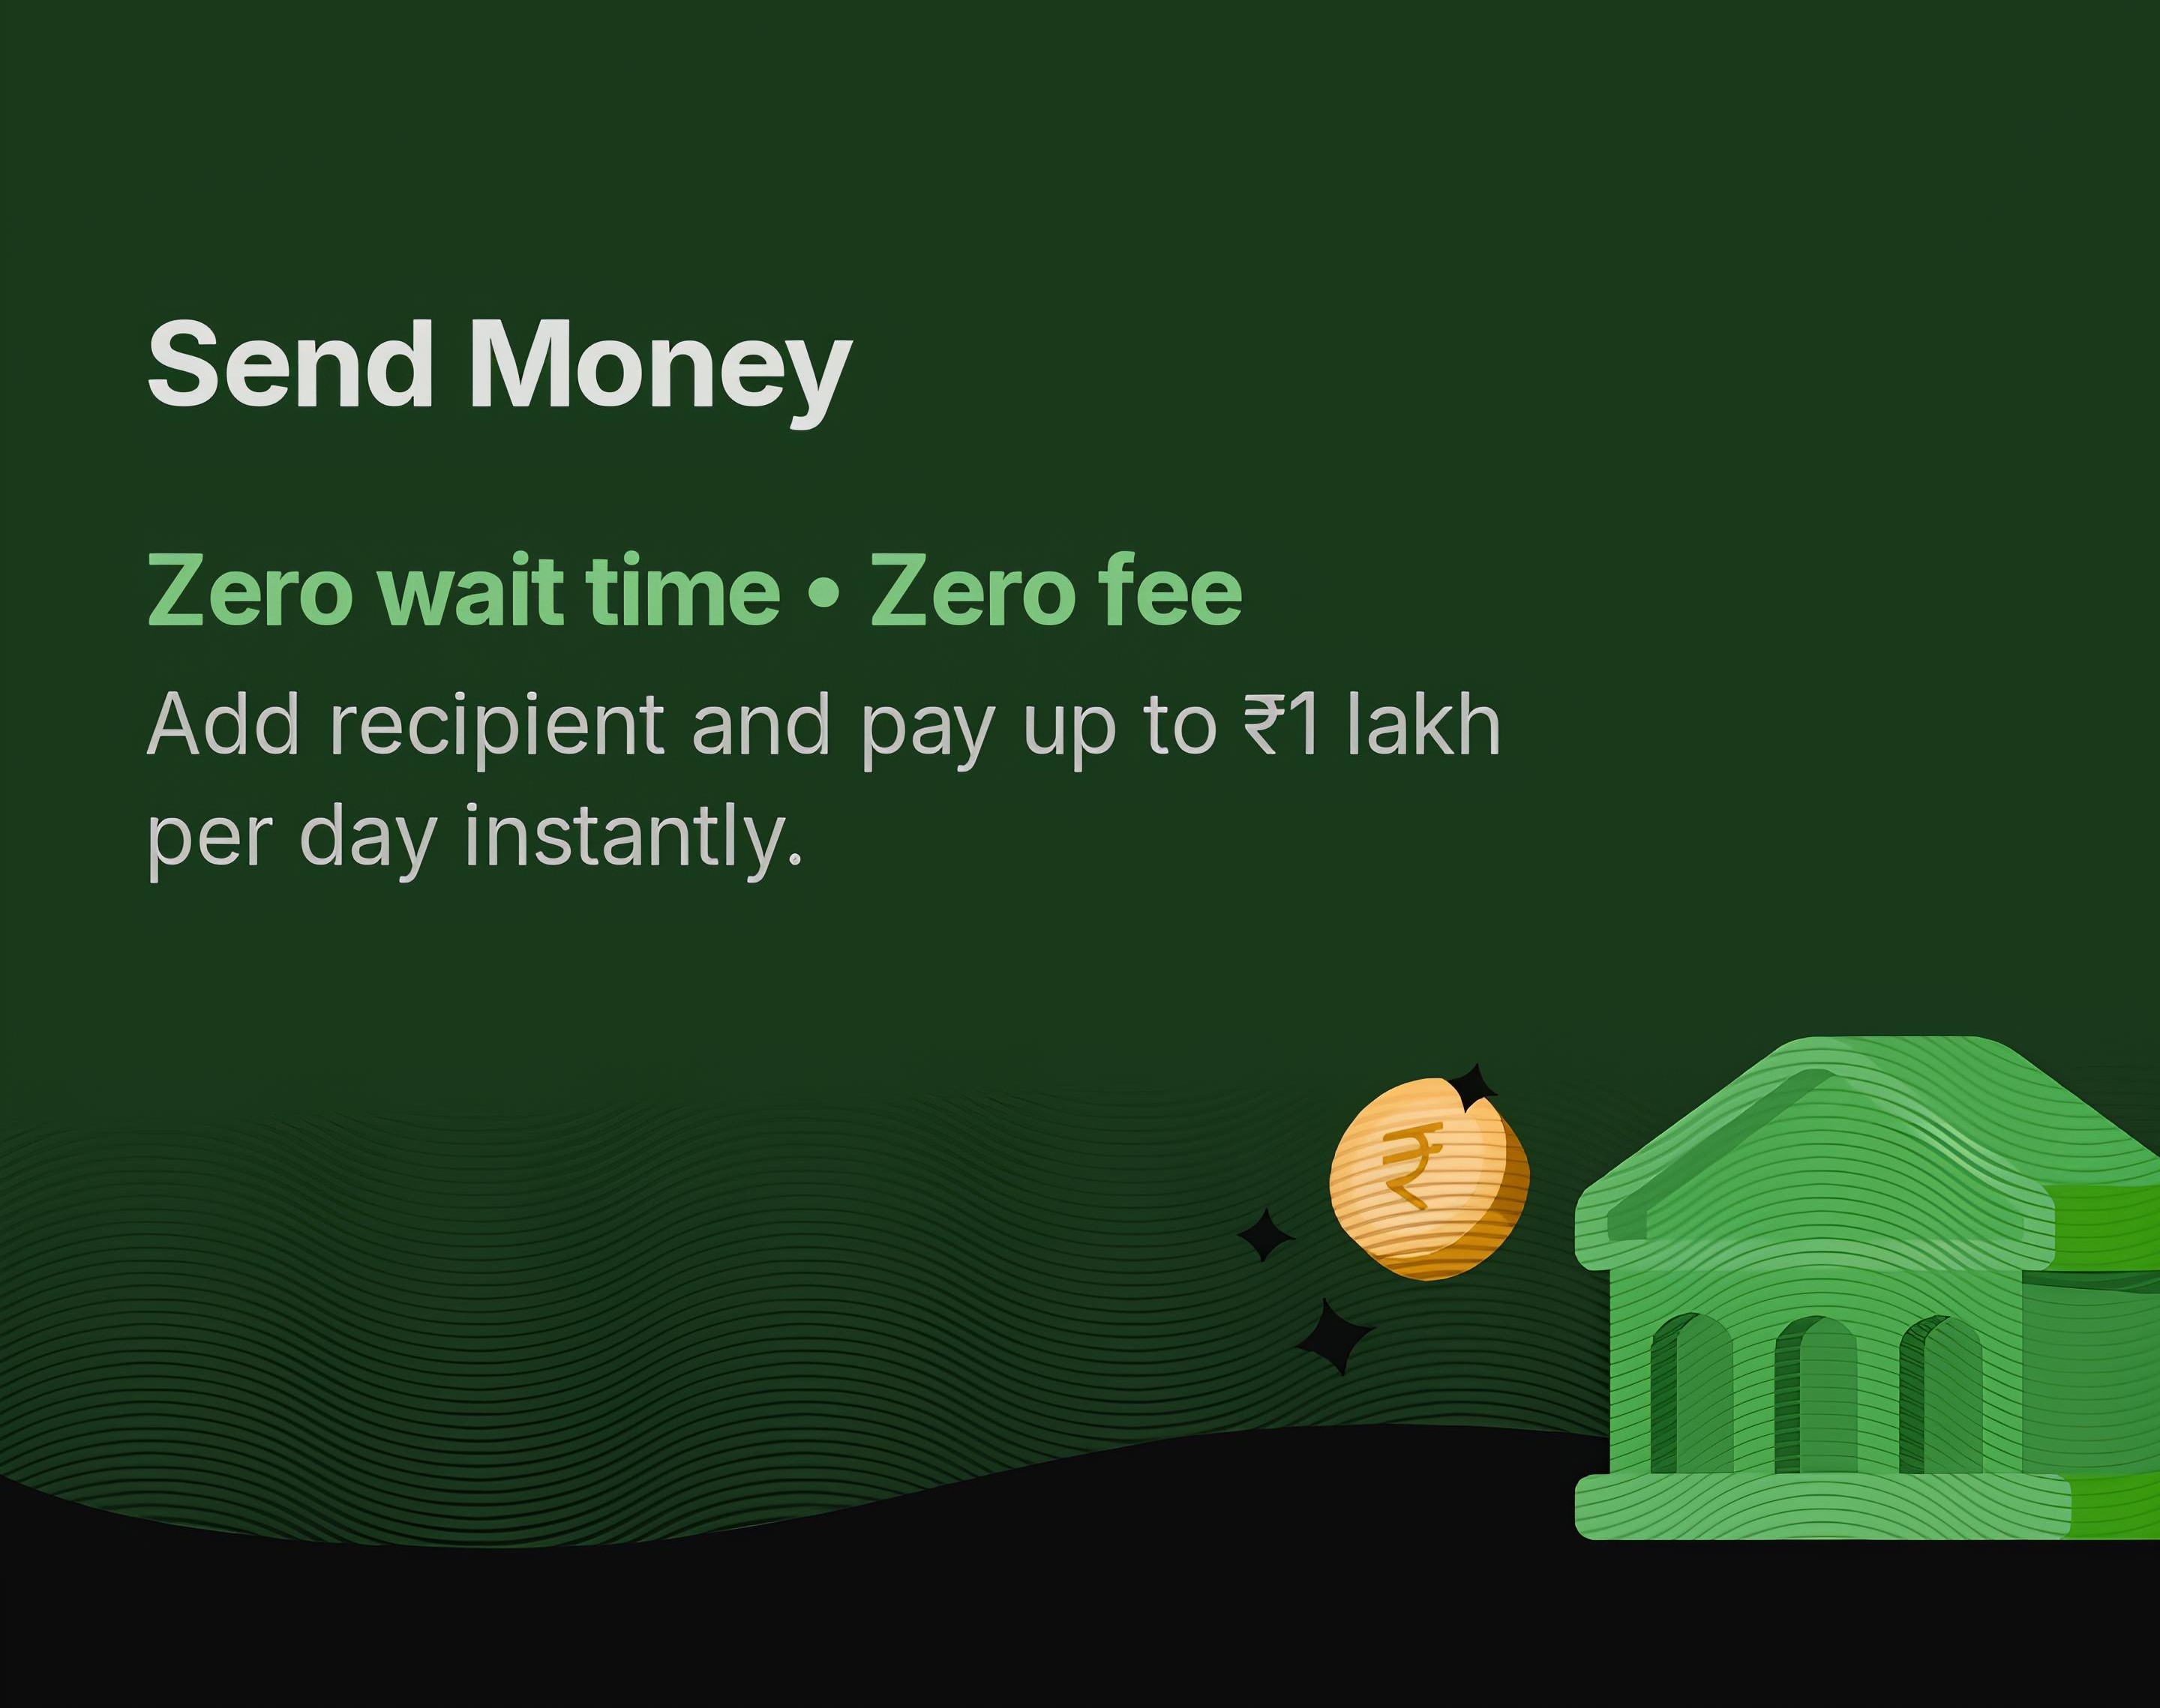 Send Money
Zero wait time • Zero fee
Add recipient and pay up to ₹1 lakh
per day instantly.
₹